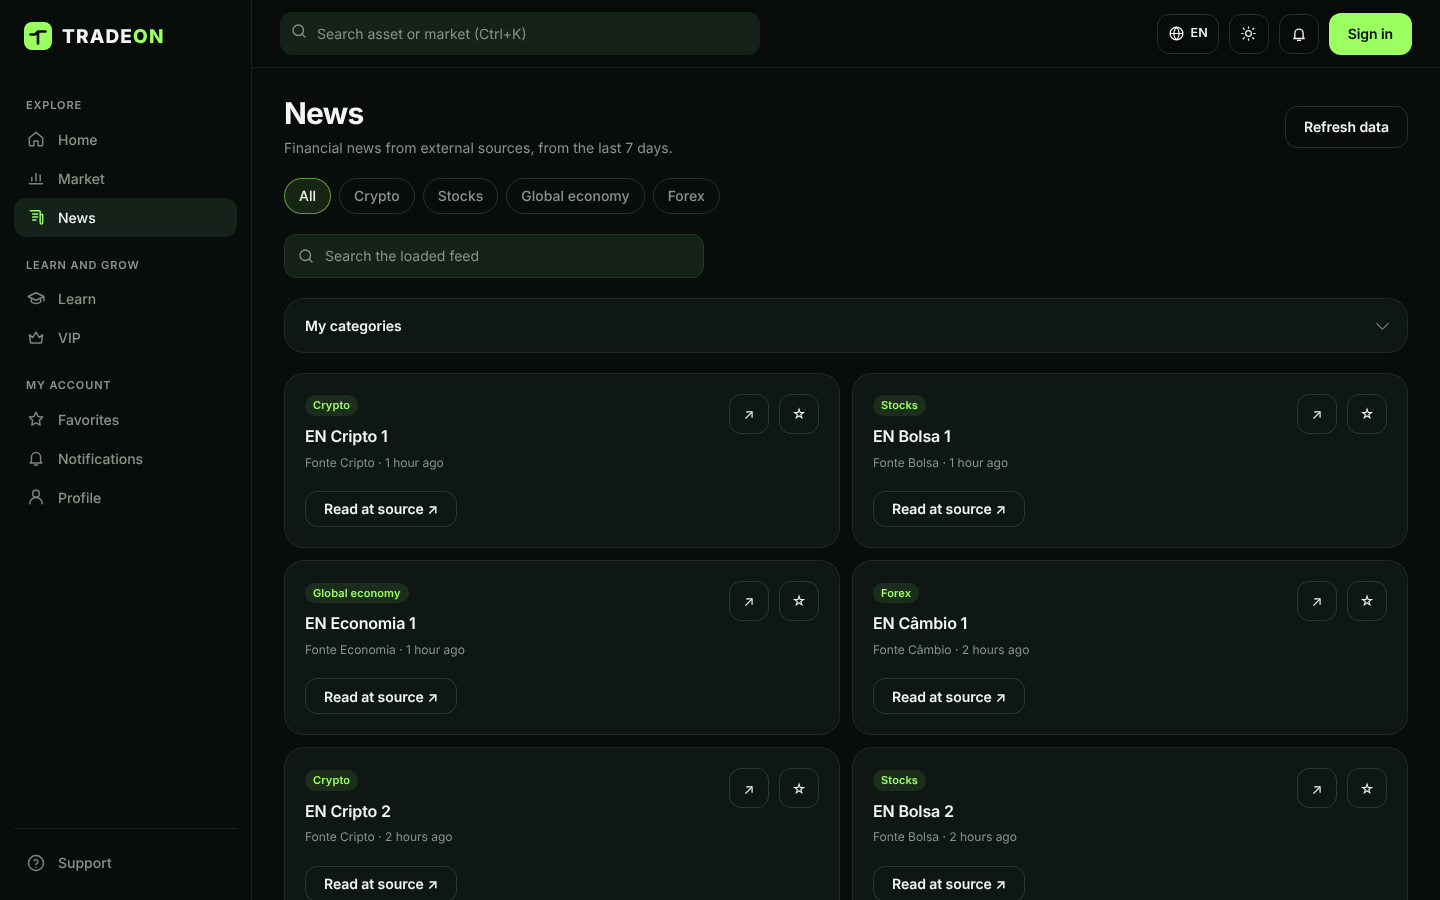 TRADEON
Search asset or market (Ctrl+K)
EN
Sign in
EXPLORE
Home
Market
News
LEARN AND GROW
Learn
VIP
MY ACCOUNT
Favorites
Notifications
Profile
Support
News
Financial news from external sources, from the last 7 days.
Refresh data
All
Crypto
Stocks
Global economy
Forex
Search the loaded feed
My categories
Crypto
EN Cripto 1
Fonte Cripto · 1 hour ago
Read at source ↗
Stocks
EN Bolsa 1
Fonte Bolsa · 1 hour ago
Read at source ↗
Global economy
EN Economia 1
Fonte Economia · 1 hour ago
Read at source ↗
Forex
EN Câmbio 1
Fonte Câmbio · 2 hours ago
Read at source ↗
Crypto
EN Cripto 2
Fonte Cripto · 2 hours ago
Read at source ↗
Stocks
EN Bolsa 2
Fonte Bolsa · 2 hours ago
Read at source ↗